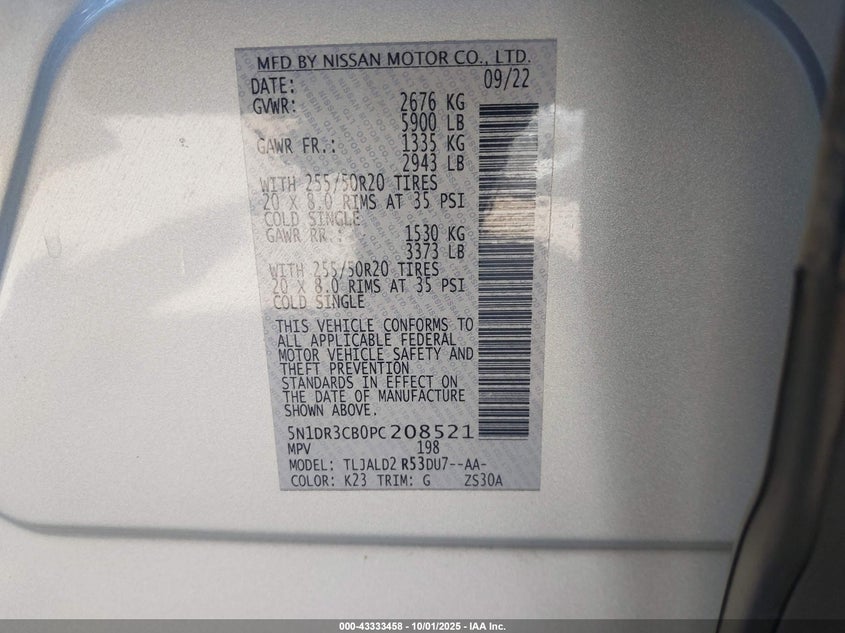 MFD BY NISSAN MOTOR CO., LTD.
DATE: 09/22
GVWR: 2676 KG
5900 LB
GAWR FR.: 1335 KG
2943 LB
WITH 255/50R20 TIRES
20 X 8.0 RIMS AT 35 PSI
COLD SINGLE
GAWR RR.: 1530 KG
3373 LB
WITH 255/50R20 TIRES
20 X 8.0 RIMS AT 35 PSI
COLD SINGLE
THIS VEHICLE CONFORMS TO
ALL APPLICABLE FEDERAL
MOTOR VEHICLE SAFETY AND
THEFT PREVENTION
STANDARDS IN EFFECT ON
THE DATE OF MANUFACTURE
SHOWN ABOVE.
5N1DR3CB0PC208521
MPV 198
MODEL: TLJALD2 R53DU7--AA-
COLOR: K23 TRIM: G ZS30A
000-43333458 - 10/01/2025 - IAA Inc.